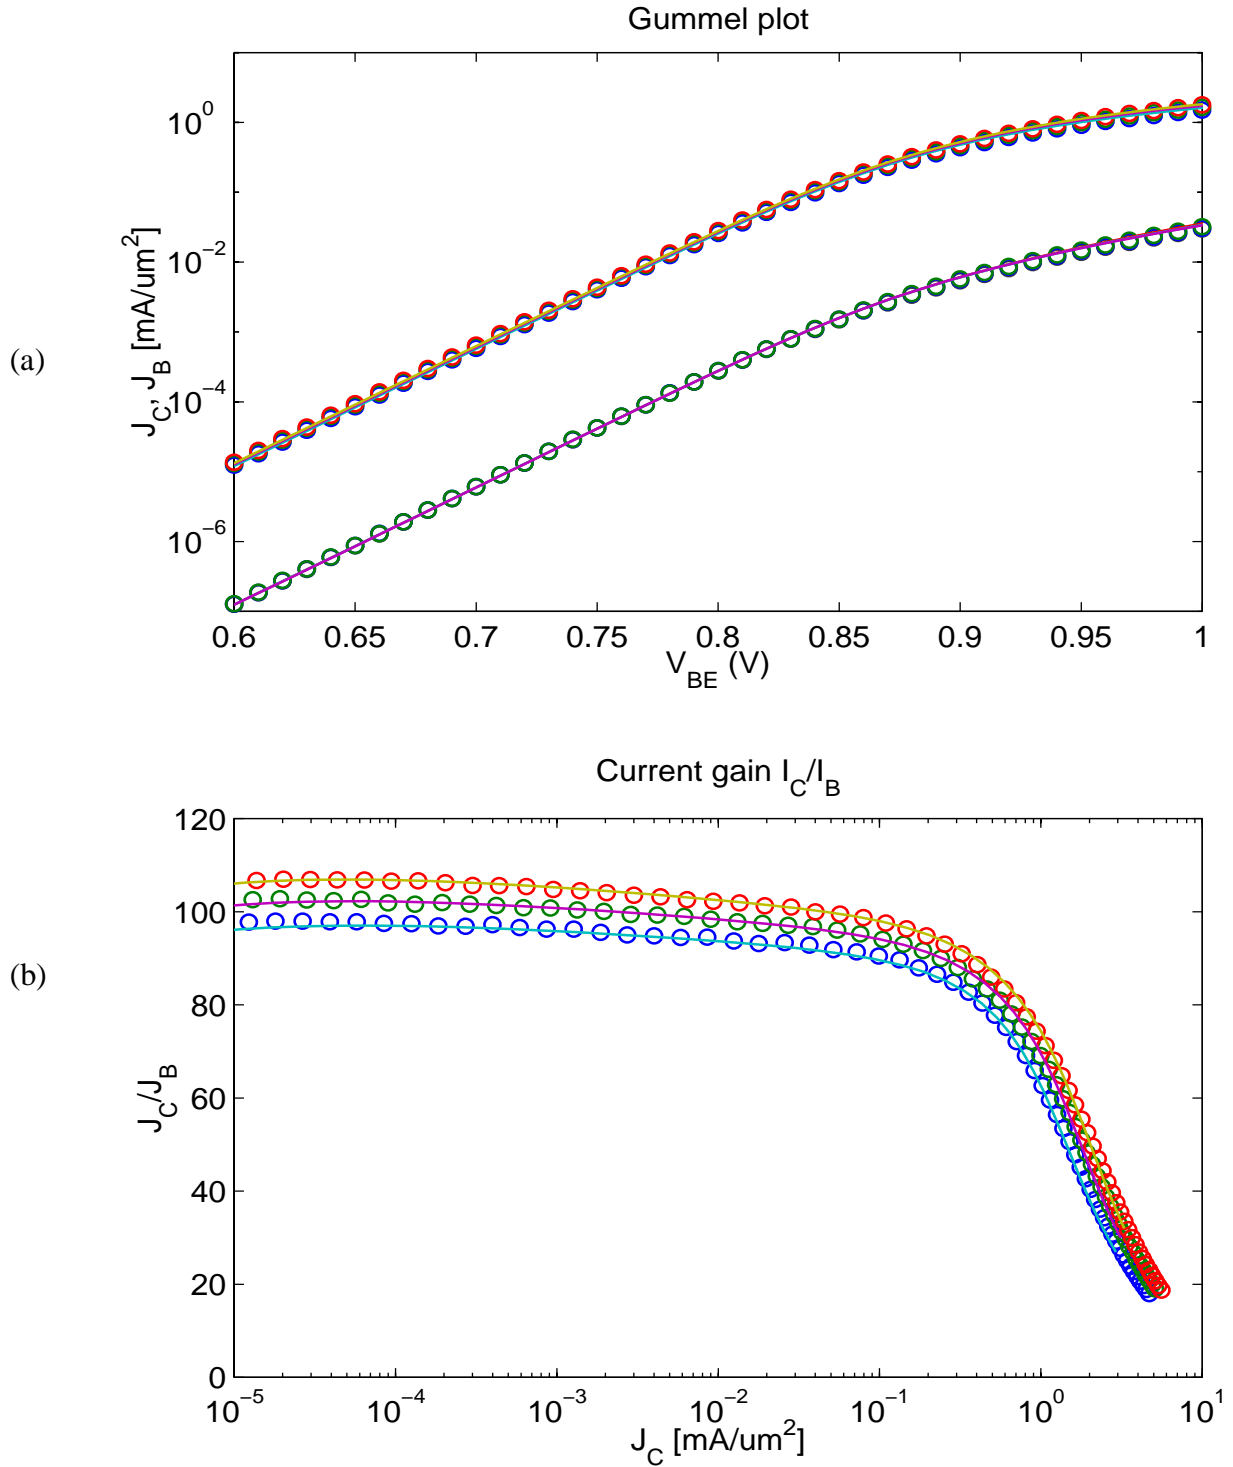 Gummel plot
(a)
J_C, J_B [mA/um^2]
10^0
10^−2
10^−4
10^−6
0.6 0.65 0.7 0.75 0.8 0.85 0.9 0.95 1
V_BE (V)
Current gain I_C/I_B
(b)
J_C/J_B
120
100
80
60
40
20
0
10^−5 10^−4 10^−3 10^−2 10^−1 10^0 10^1
J_C [mA/um^2]